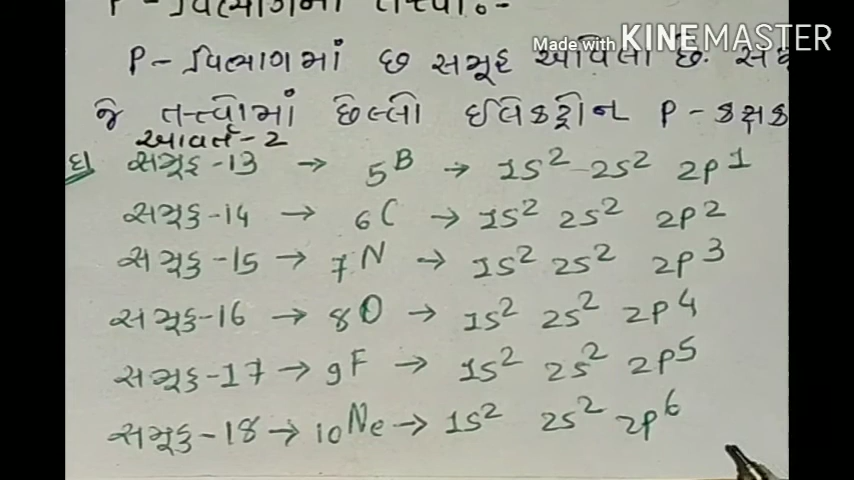 P - વિભાગના તત્ત્વો :-
Made with KINEMASTER
P - વિભાગમાં છ સમૂહ આવેલા છે.
જે તત્ત્વોમાં છેલ્લો ઈલેક્ટ્રોન P - કક્ષક
આવર્ત - 2
દા સમૂહ-13 → 5B → 1s² 2s² 2p¹
સમૂહ-14 → 6C → 1s² 2s² 2p²
સમૂહ-15 → 7N → 1s² 2s² 2p³
સમૂહ-16 → 8O → 1s² 2s² 2p⁴
સમૂહ-17 → 9F → 1s² 2s² 2p⁵
સમૂહ-18 → 10Ne → 1s² 2s² 2p⁶